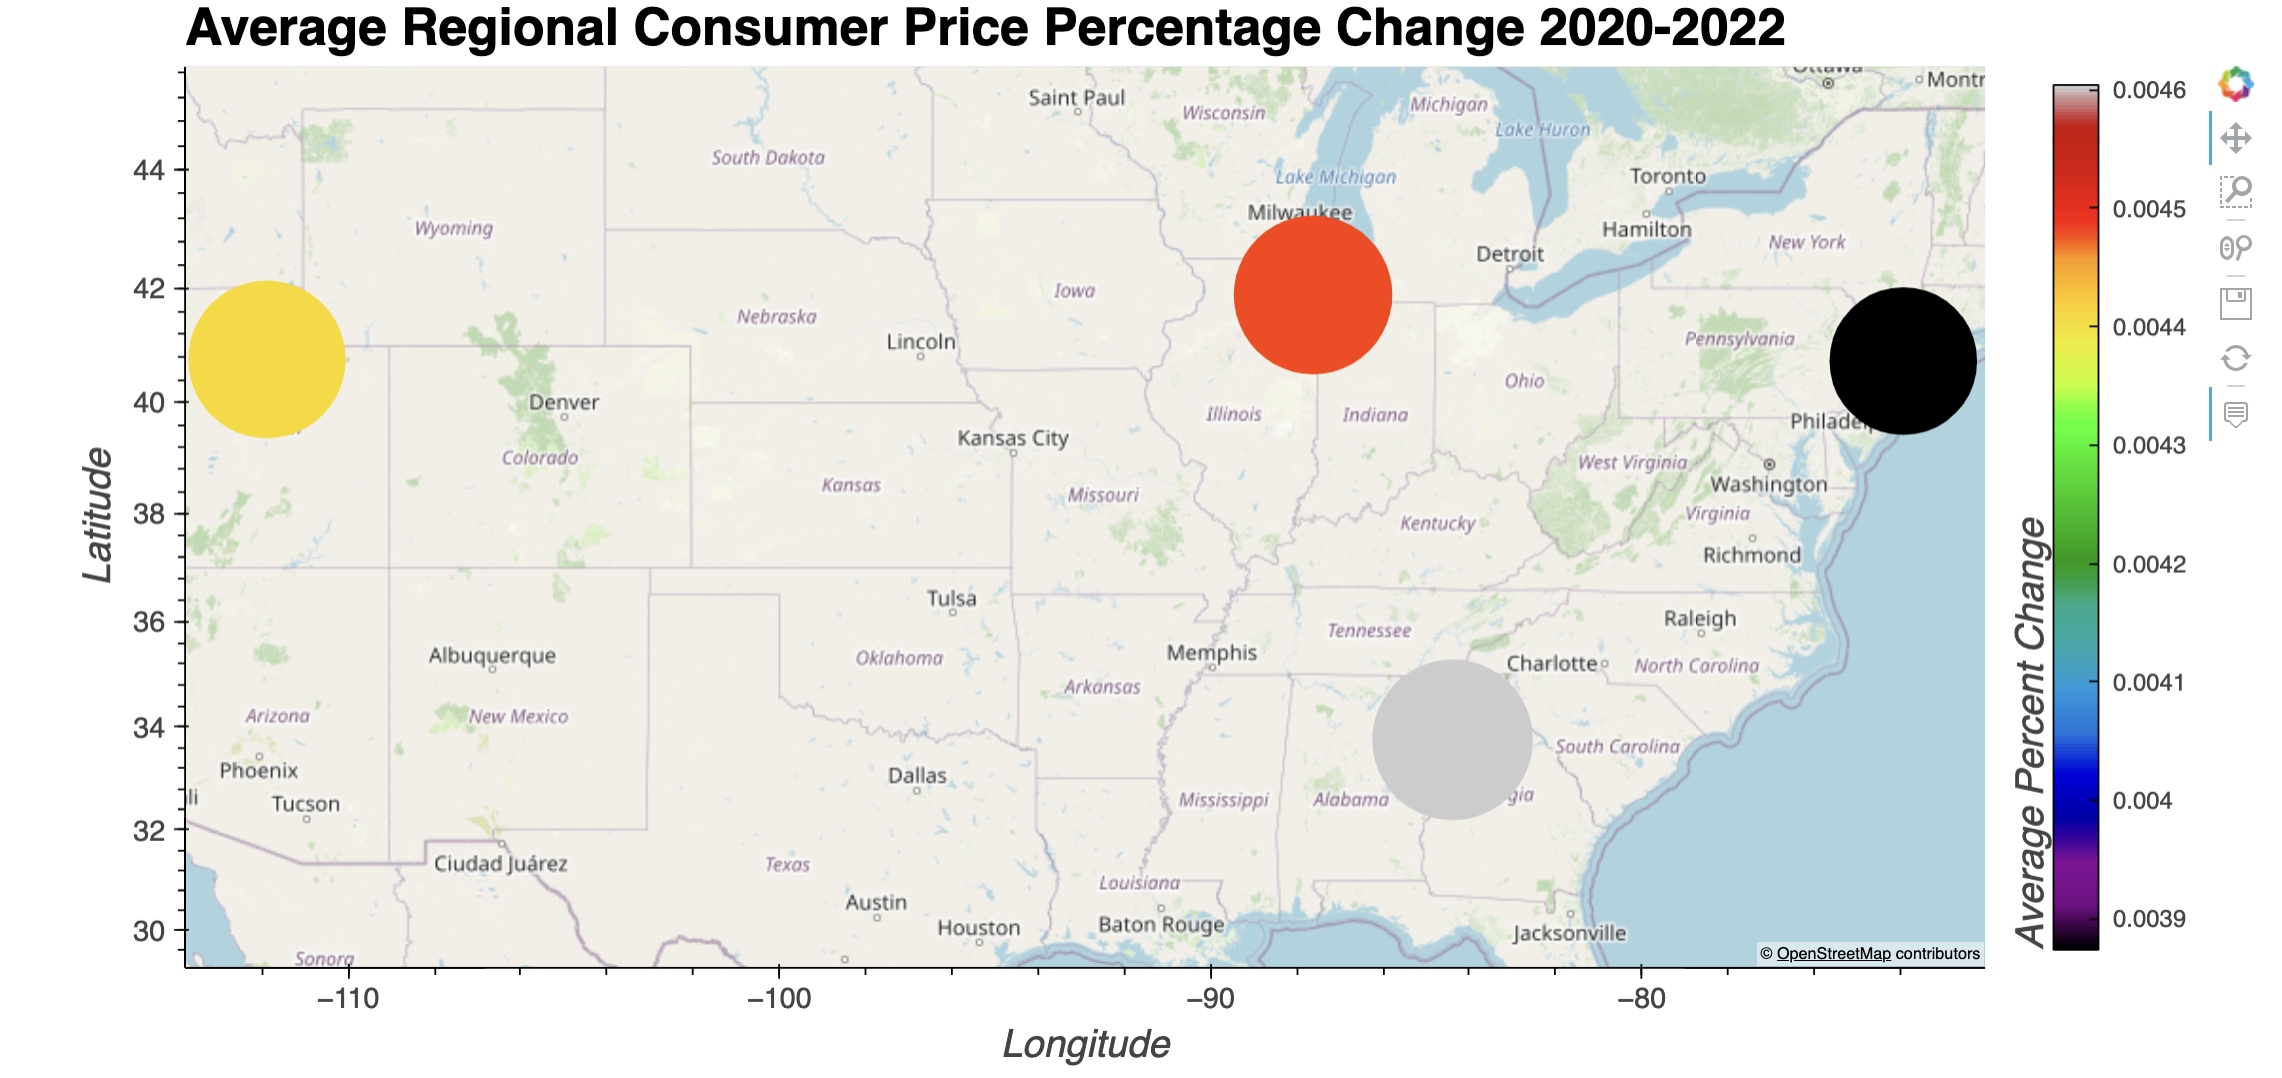 Average Regional Consumer Price Percentage Change 2020-2022
Ottawa
Montr
Saint Paul
Wisconsin
Michigan
Lake Huron
South Dakota
44
Lake Michigan
Toronto
Milwaukee
Wyoming
Hamilton
New York
Detroit
42
Iowa
Nebraska
Pennsylvania
Lincoln
Ohio
40
Denver
Illinois
Indiana
Philadel
Kansas City
Colorado
West Virginia
Kansas
Missouri
Washington
38
Kentucky
Virginia
Richmond
Tulsa
36
Raleigh
Tennessee
Albuquerque
Oklahoma
Memphis
Charlotte
North Carolina
Arkansas
Arizona
New Mexico
34
South Carolina
Phoenix
Dallas
li
Tucson
Mississippi
Alabama
gia
32
Ciudad Juárez
Texas
Louisiana
Austin
Houston
Baton Rouge
Jacksonville
30
Sonora
© OpenStreetMap contributors
−110
−100
−90
−80
Longitude
Latitude
0.0046
0.0045
0.0044
0.0043
0.0042
0.0041
0.004
0.0039
Average Percent Change